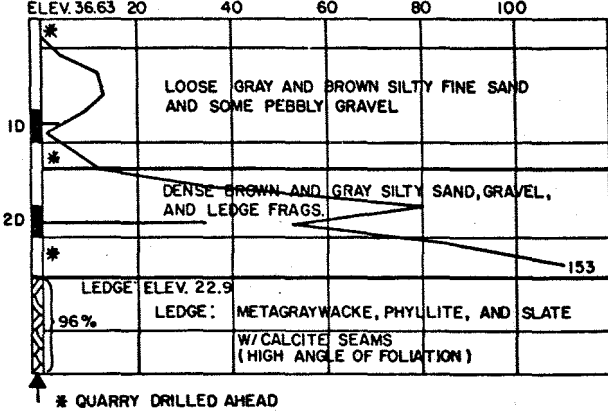 ELEV. 36.63 20 40 60 80 100
*
LOOSE GRAY AND BROWN SILTY FINE SAND
AND SOME PEBBLY GRAVEL
1D
*
DENSE BROWN AND GRAY SILTY SAND, GRAVEL,
AND LEDGE FRAGS.
2D
*
153
LEDGE ELEV. 22.9
LEDGE: METAGRAYWACKE, PHYLLITE, AND SLATE
96%
W/ CALCITE SEAMS
(HIGH ANGLE OF FOLIATION)
* QUARRY DRILLED AHEAD